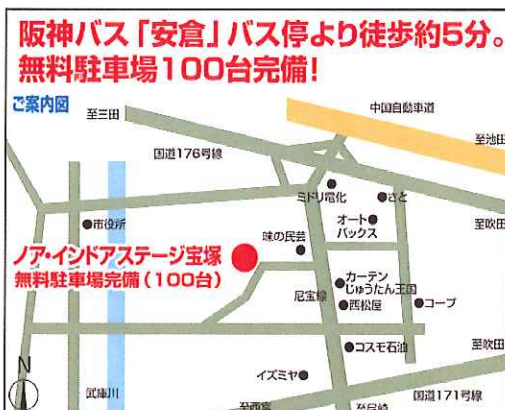 阪神バス「安倉」バス停より徒歩約5分。
無料駐車場100台完備!
ご案内図
至三田
中国自動車道
至池田
国道176号線
ミドリ電化
さと
市役所
オート
バックス
至吹田
味の民芸
ノア・インドアステージ宝塚
無料駐車場完備(100台)
カーテン
じゅうたん王国
尼宝線
西松屋
コープ
コスモ石油
至吹田
イズミヤ
N
武庫川
至西宮
至尼崎
国道171号線